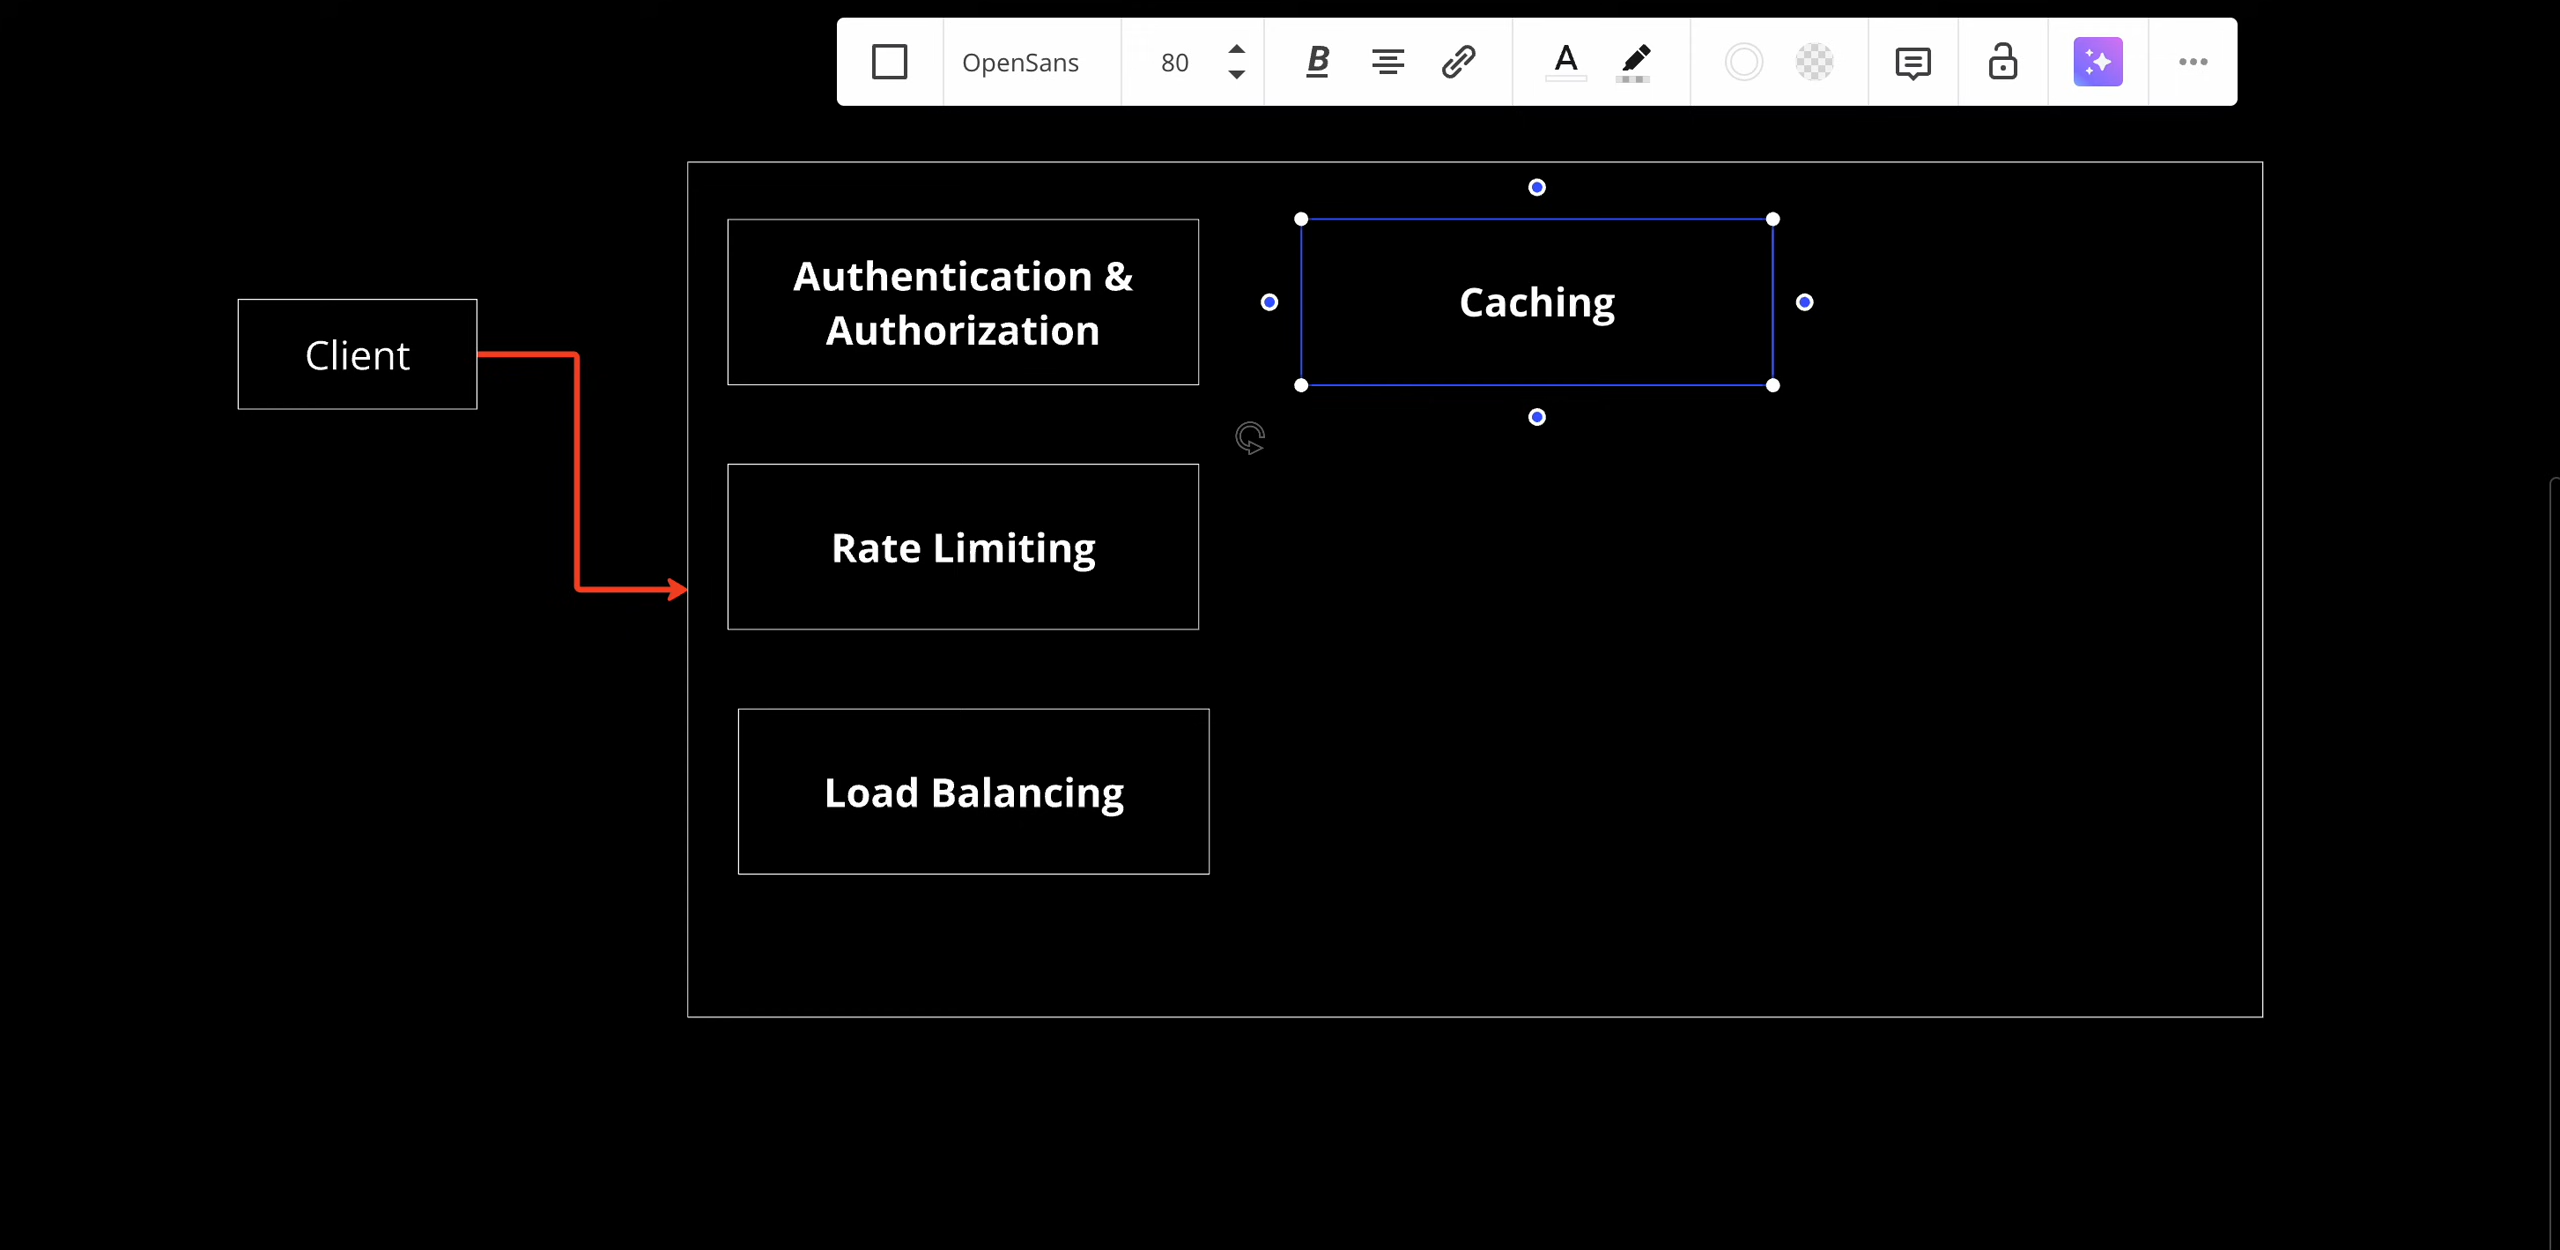 OpenSans 80 B A
Authentication &
Authorization
Caching
Client
Rate Limiting
Load Balancing